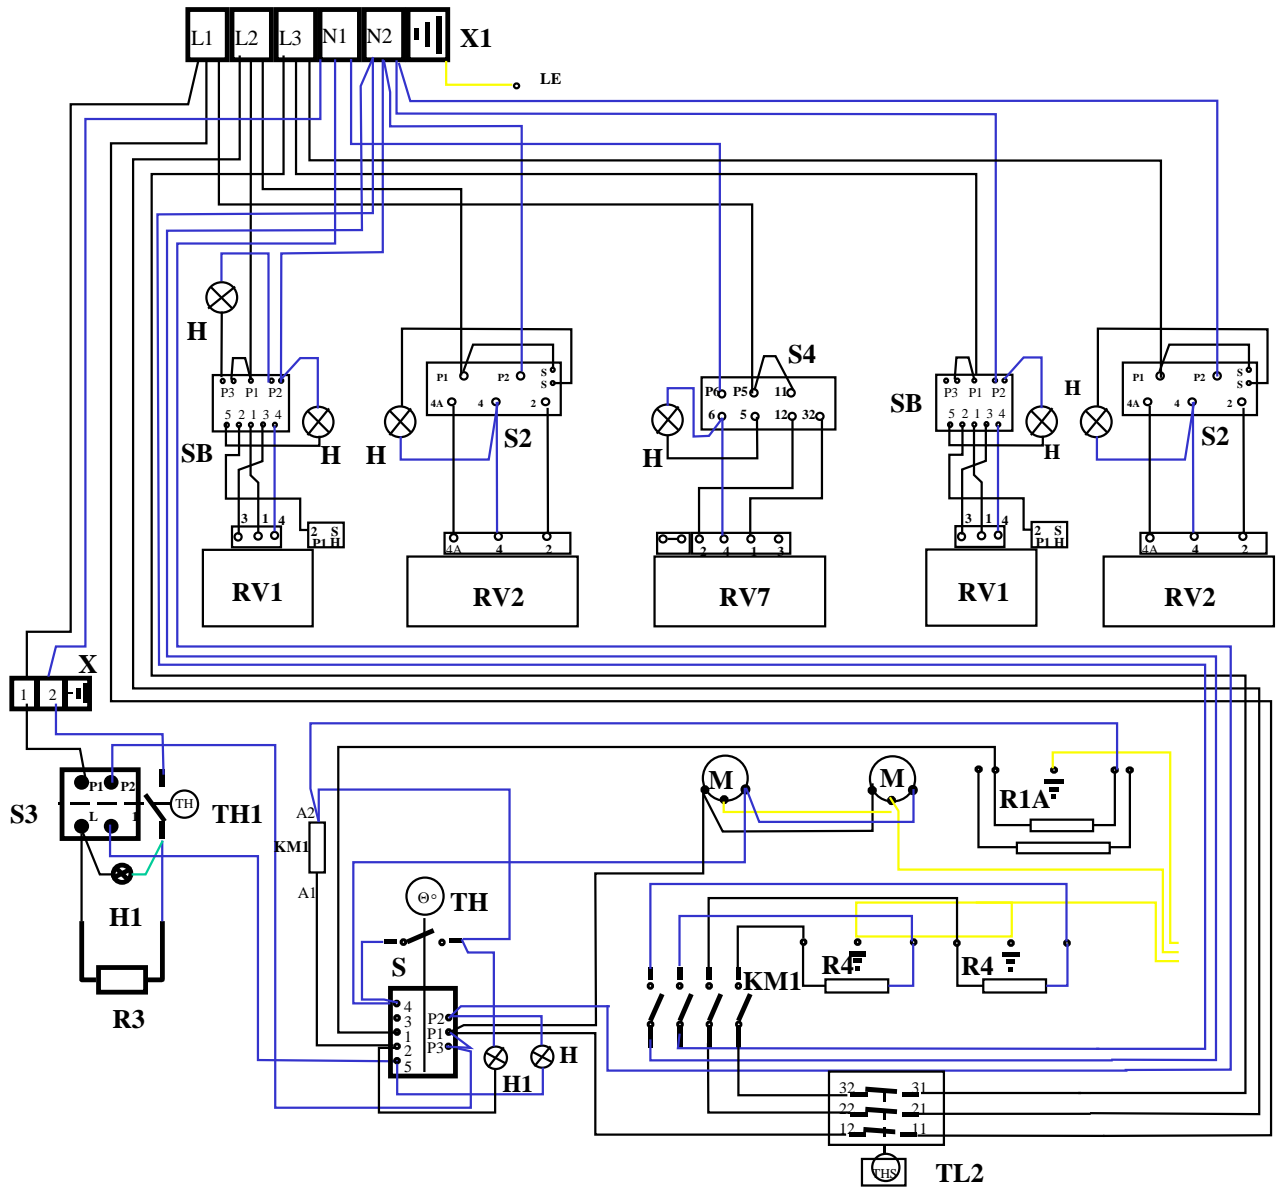 L1 L2 L3 N1 N2 X1
LE
H
P1 P2 S
S
S4
P3 P1 P2
P6 P5 11
P3 P1 P2
H
P1 P2 S
S
4A 4 2
5 2 1 3 4
6 5 12 32
SB
5 2 1 3 4
4A 4 2
SB
H
H
S2
H
H
S2
3 1 4
2 S
P1 H
4A 4 2
2 4 1 3
3 1 4
2 S
P1 H
4A 4 2
RV1
RV2
RV7
RV1
RV2
X
1 2
P1 P2
S3
L 1
TH
TH1
H1
R3
A2
KM1
A1
M
M
R1A
Θ°
TH
S
4
3
1
2
5
P2
P1
P3
H1
H
KM1
R4
R4
32 31
22 21
12 11
THS
TL2